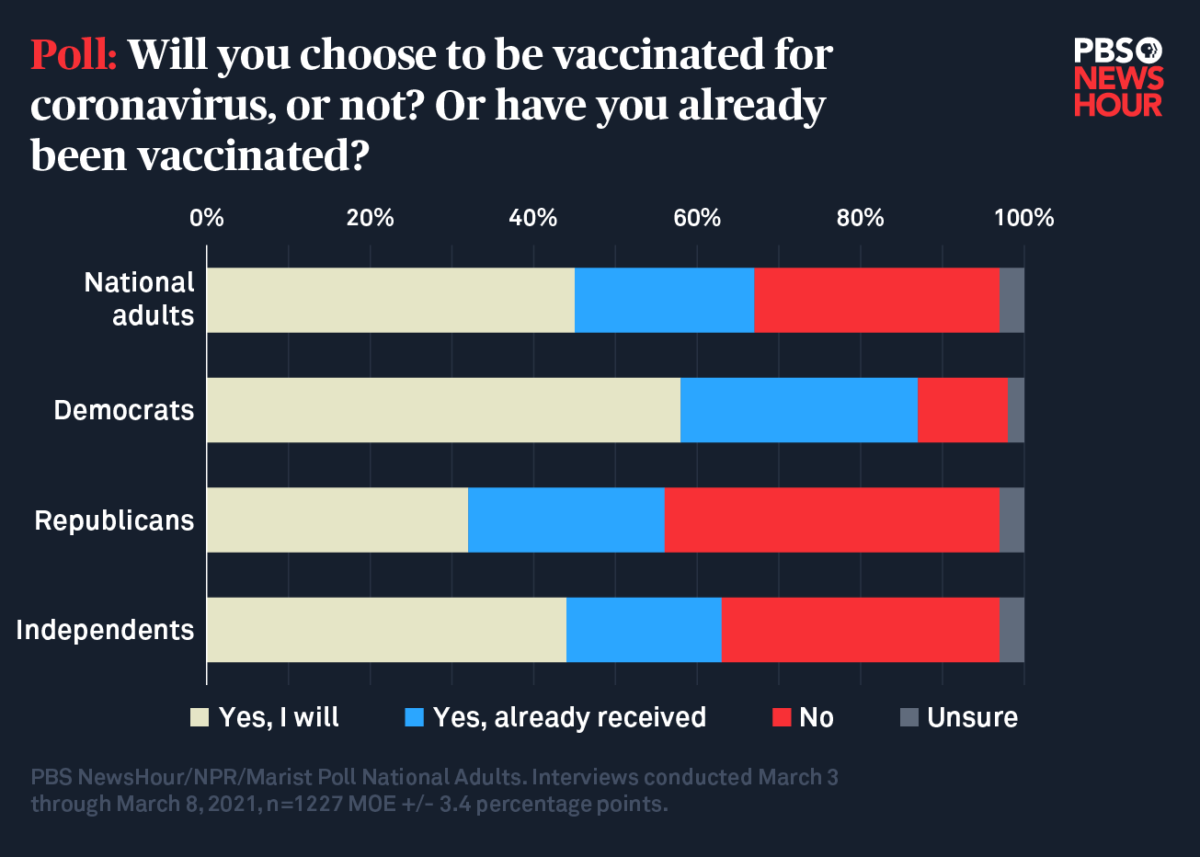 Poll: Will you choose to be vaccinated for
coronavirus, or not? Or have you already
been vaccinated?
PBS
NEWS
HOUR
0% 20% 40% 60% 80% 100%
National
adults
Democrats
Republicans
Independents
Yes, I will Yes, already received No Unsure
PBS NewsHour/NPR/Marist Poll National Adults. Interviews conducted March 3
through March 8, 2021, n=1227 MOE +/- 3.4 percentage points.